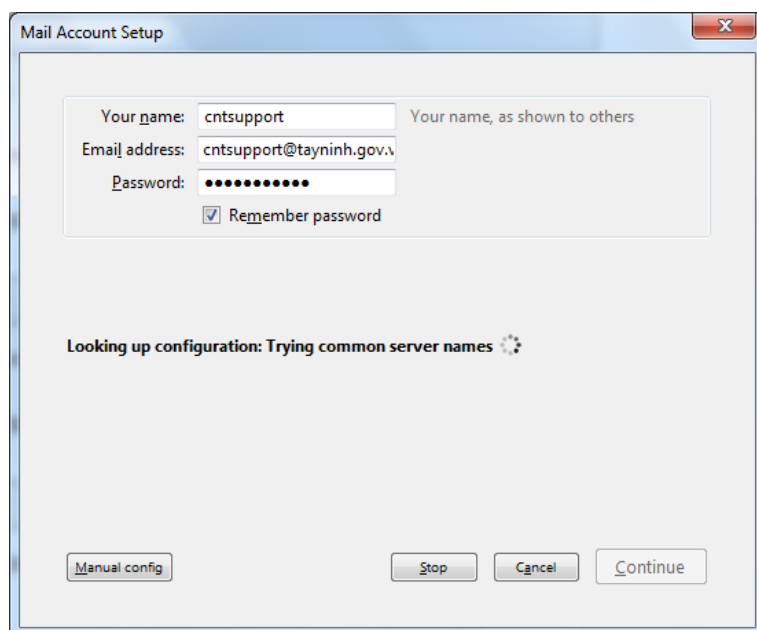 Mail Account Setup
Your name: cntsupport Your name, as shown to others
Email address: cntsupport@tayninh.gov.v
Password: •••••••••••
Remember password
Looking up configuration: Trying common server names
Manual config Stop Cancel Continue